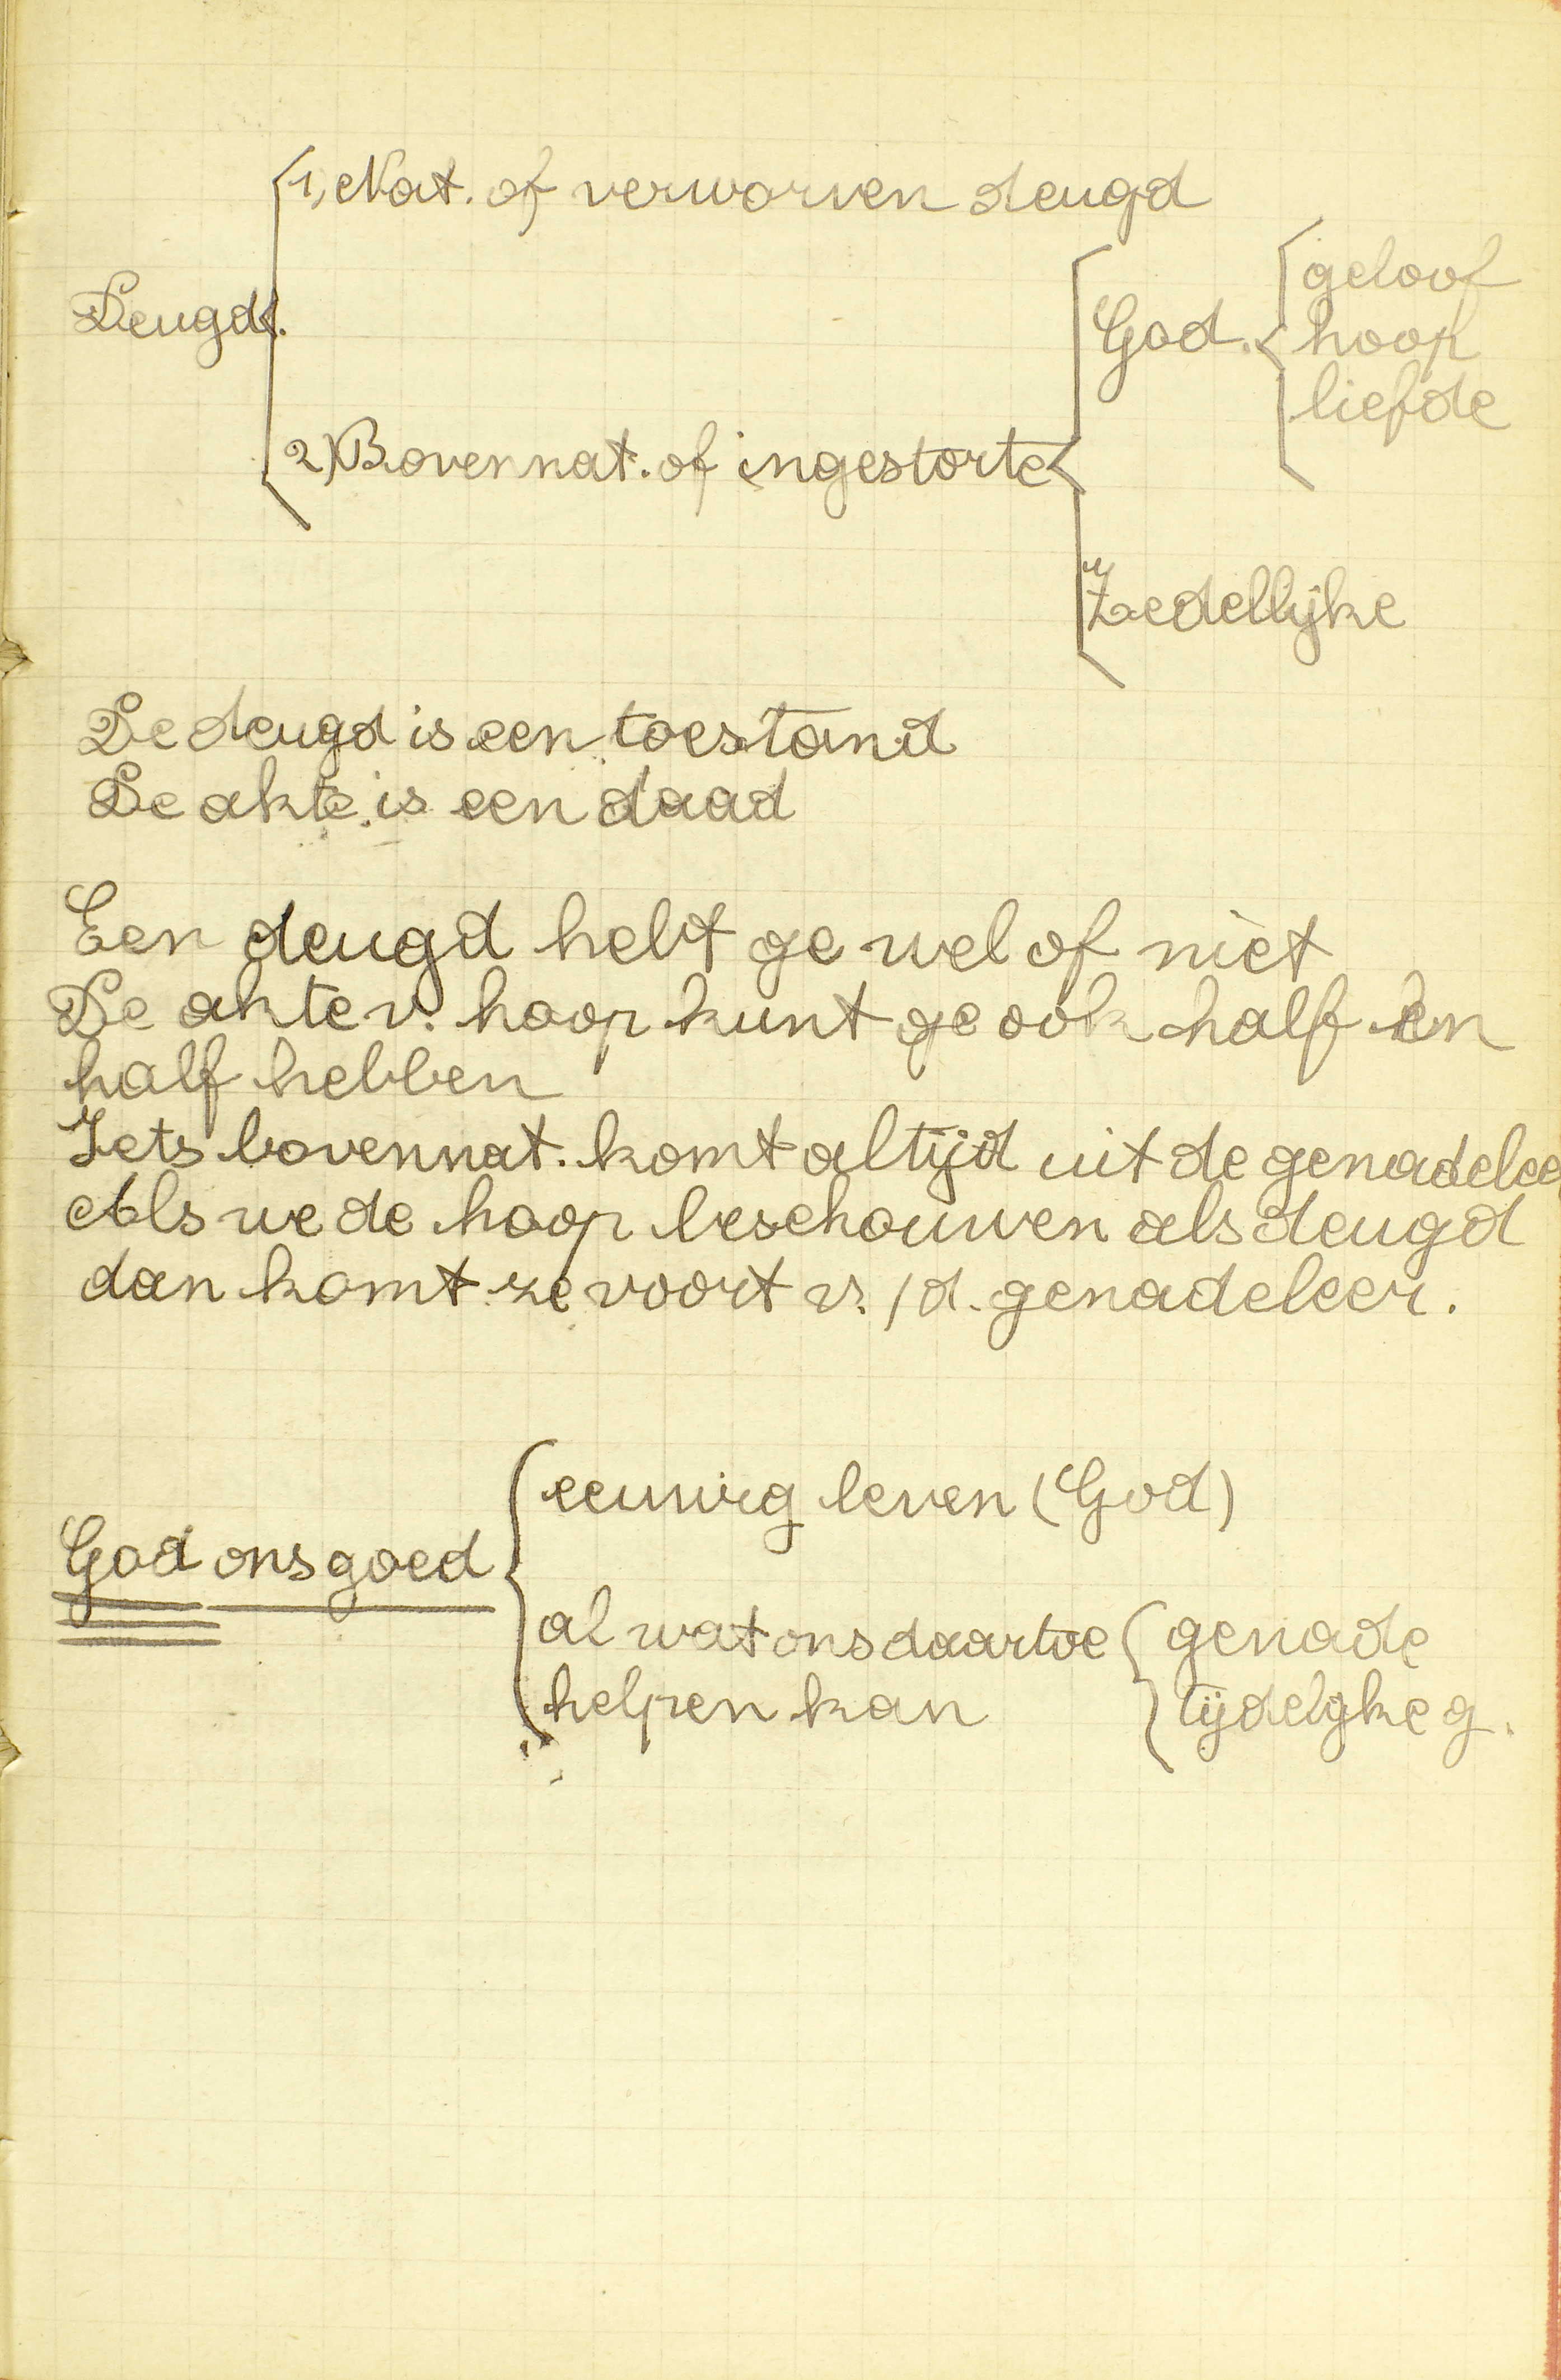 1) Nat. of verworven deugd
geloof
Deugd.
God.
hoop
liefde
2) Bovennat. of ingestorte
Zedellijke
De deugd is een toestand
De akte is een daad
Een deugd hebt ge wel of niet
De akte v. hoop kunt ge ook half en
half hebben
Iets bovennat. komt altijd uit de genadelee
Als we de hoop beschouwen als deugd
dan komt ze voort v./d. genadeleer.
eeuwig leven (God)
God ons goed
al wat ons daartoe
genade
helpen kan
tijdelijke g.